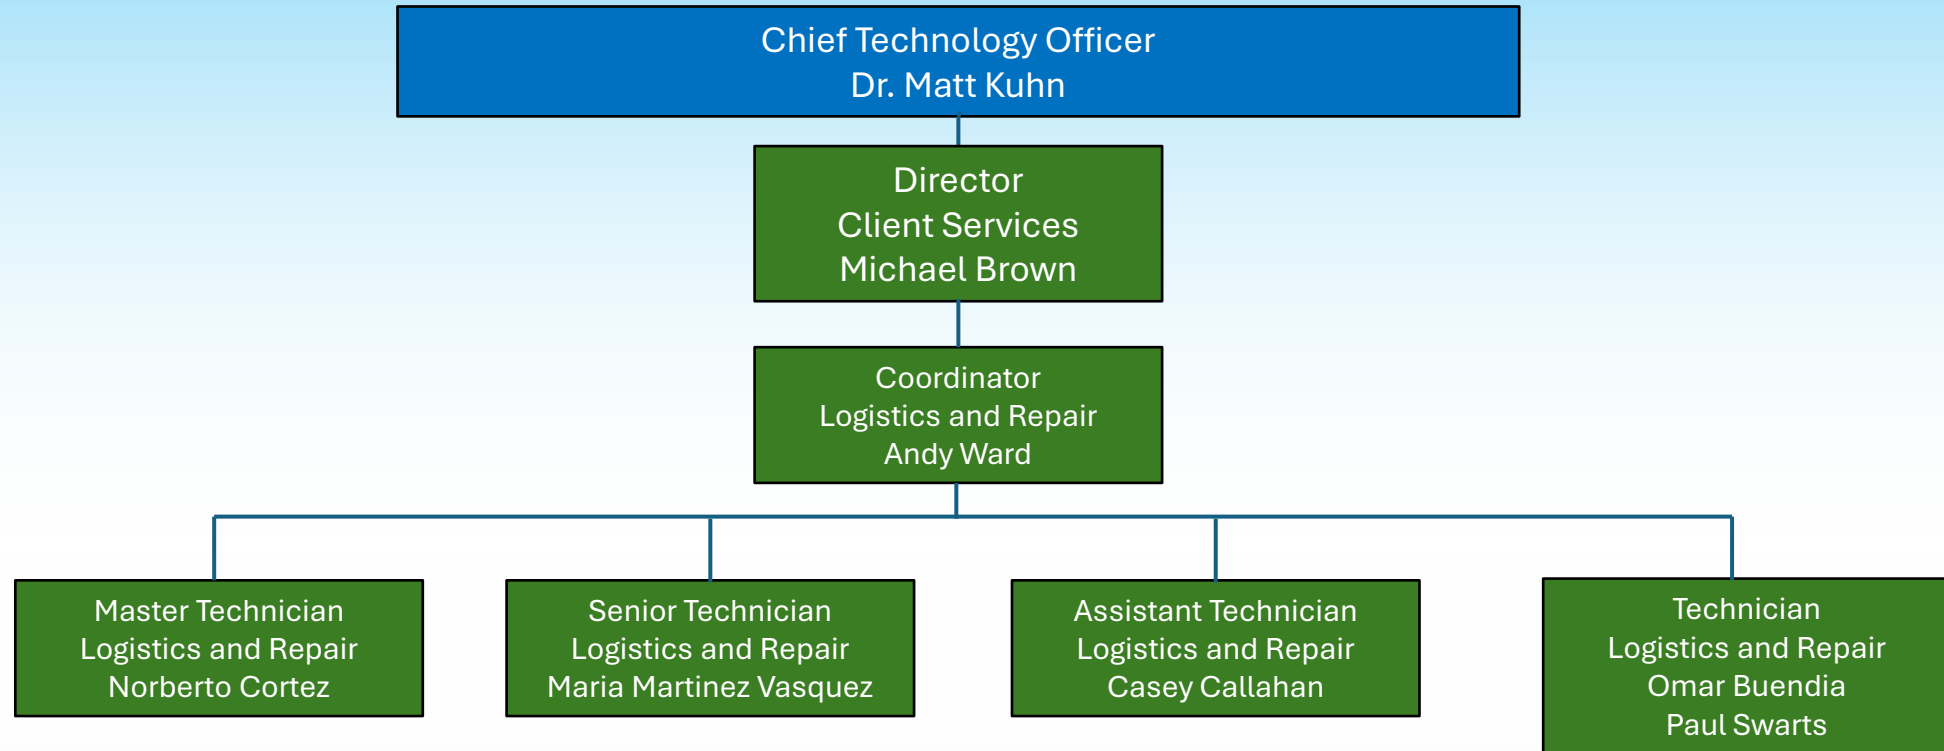 Chief Technology Officer
Dr. Matt Kuhn
Director
Client Services
Michael Brown
Coordinator
Logistics and Repair
Andy Ward
Master Technician
Logistics and Repair
Norberto Cortez
Senior Technician
Logistics and Repair
Maria Martinez Vasquez
Assistant Technician
Logistics and Repair
Casey Callahan
Technician
Logistics and Repair
Omar Buendia
Paul Swarts